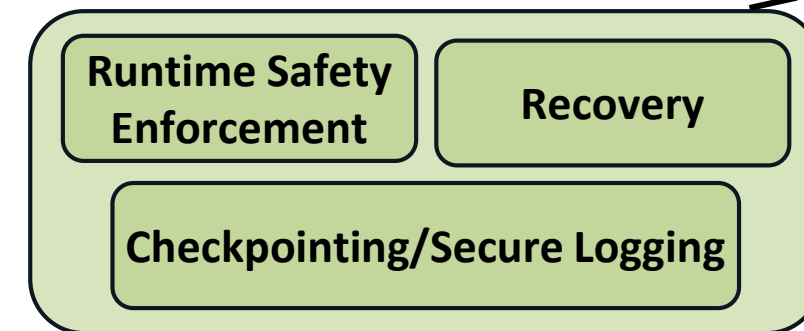 Runtime Safety
Enforcement
Recovery
Checkpointing/Secure Logging